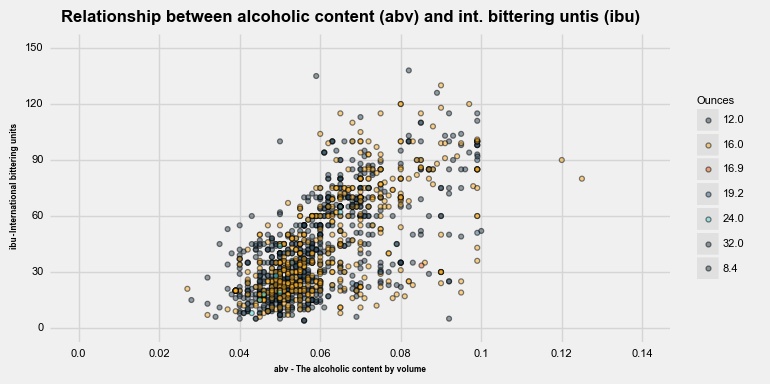 Relationship between alcoholic content (abv) and int. bittering untis (ibu)
150
120
90
60
30
0
ibu-International bittering units
0.0 0.02 0.04 0.06 0.08 0.1 0.12 0.14
abv - The alcoholic content by volume
Ounces
12.0
16.0
16.9
19.2
24.0
32.0
8.4